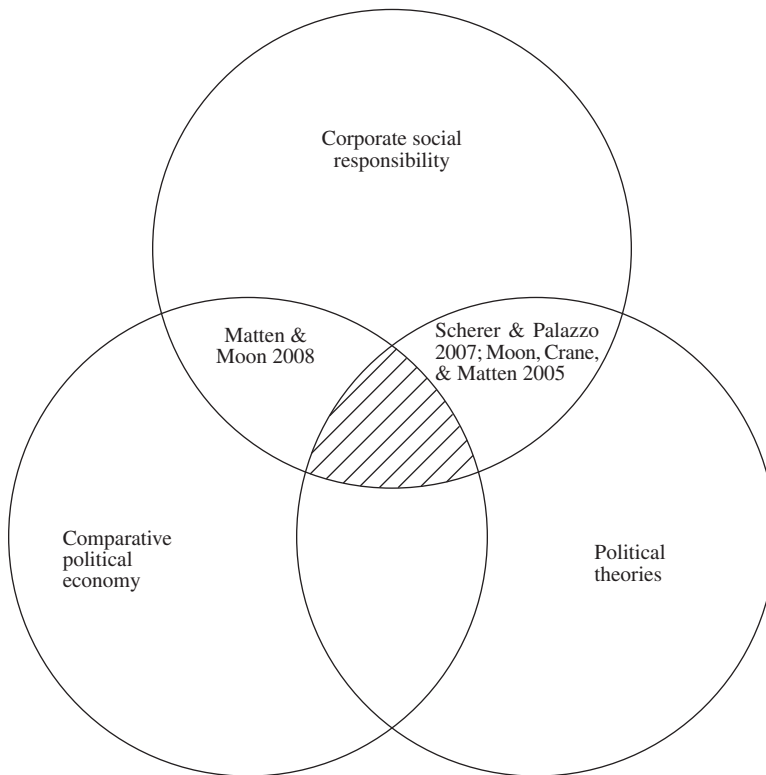 Corporate social
responsibility
Matten &
Moon 2008
Scherer & Palazzo
2007; Moon, Crane,
& Matten 2005
Comparative
political
economy
Political
theories